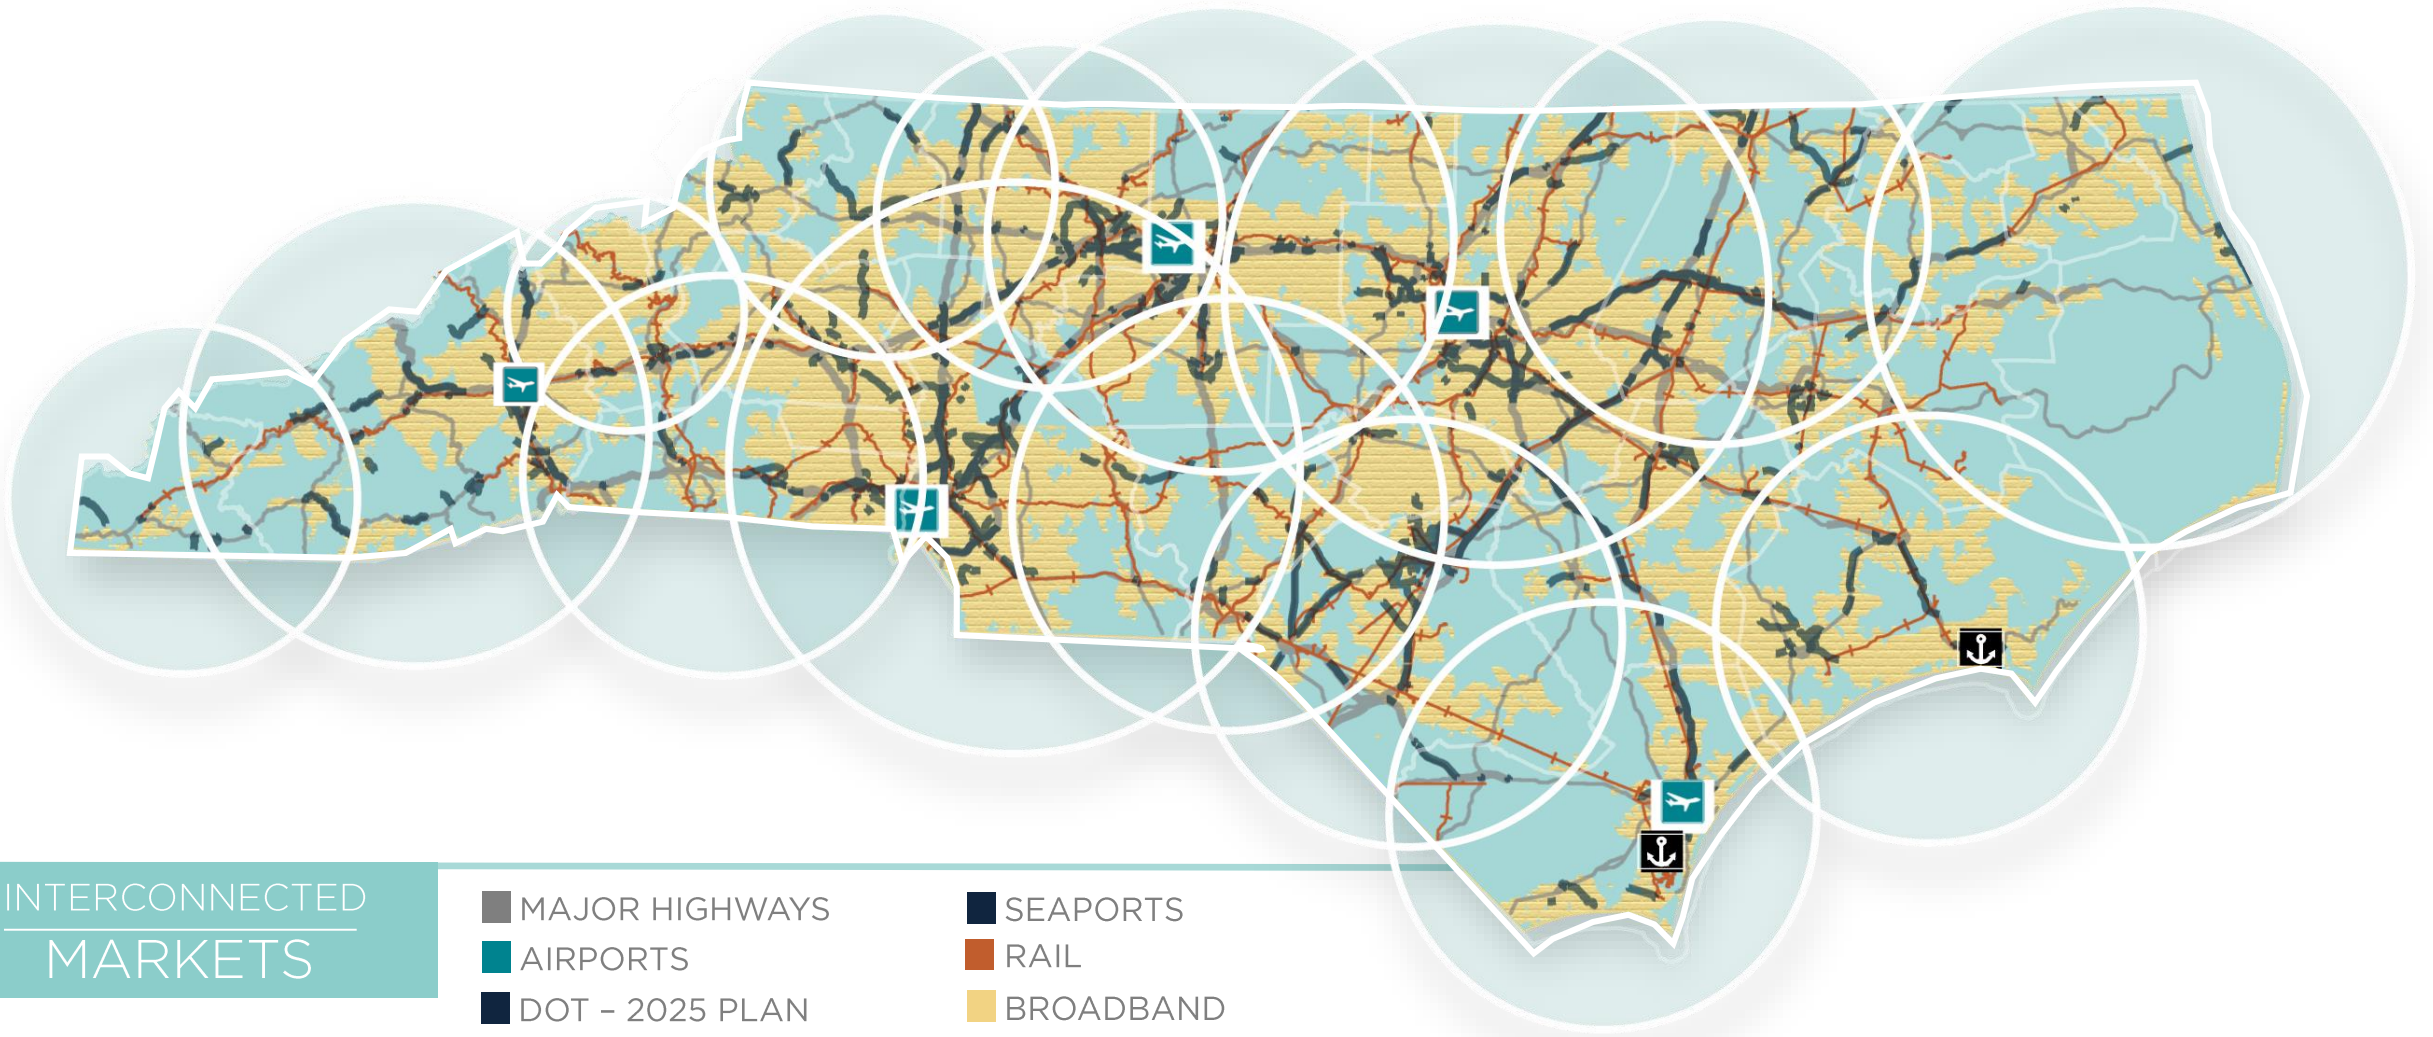 INTERCONNECTED
MARKETS
MAJOR HIGHWAYS
AIRPORTS
DOT – 2025 PLAN
SEAPORTS
RAIL
BROADBAND